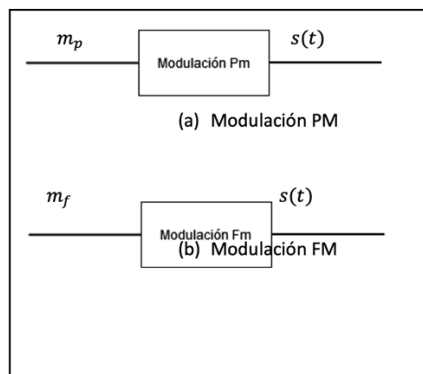 m_p
s(t)
Modulación Pm
(a) Modulación PM
m_f
s(t)
Modulación Fm
(b) Modulación FM